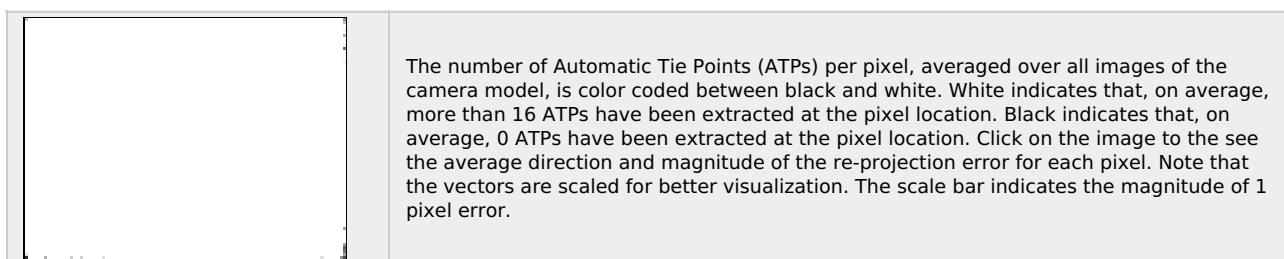 The number of Automatic Tie Points (ATPs) per pixel, averaged over all images of the
camera model, is color coded between black and white. White indicates that, on average,
more than 16 ATPs have been extracted at the pixel location. Black indicates that, on
average, 0 ATPs have been extracted at the pixel location. Click on the image to the see
the average direction and magnitude of the re-projection error for each pixel. Note that
the vectors are scaled for better visualization. The scale bar indicates the magnitude of 1
pixel error.